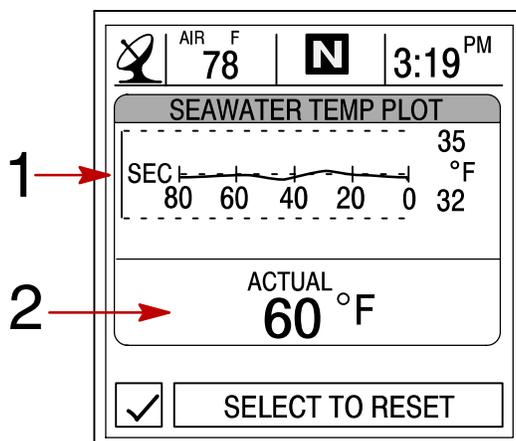 AIR F
78
N
3:19 PM
SEAWATER TEMP PLOT
35
1
SEC
°F
80 60 40 20 0
32
ACTUAL
2
60 °F
SELECT TO RESET